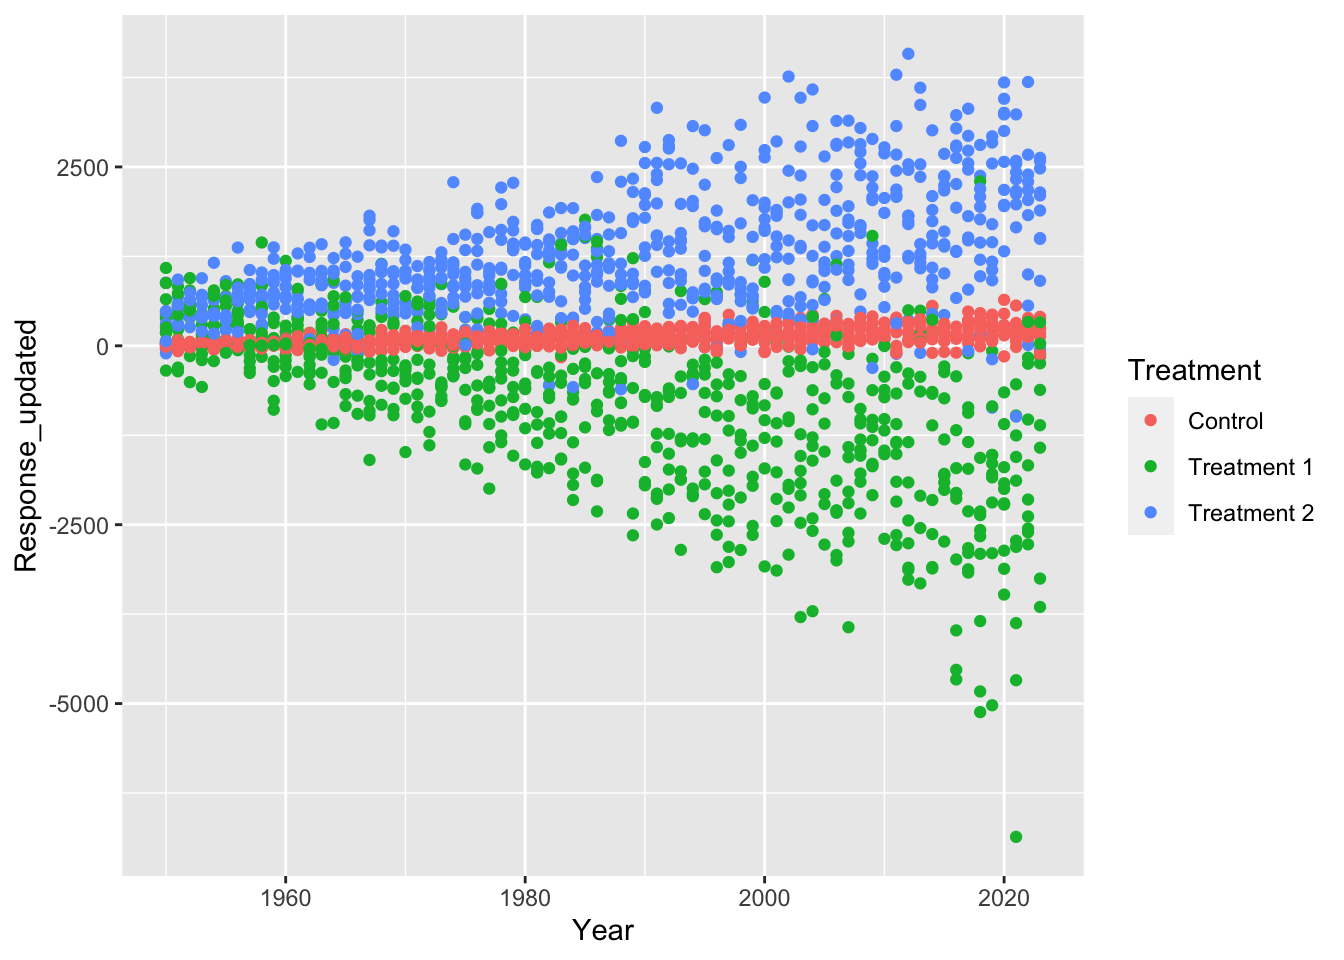 Response_updated
2500
0
-2500
-5000
1960
1980
2000
2020
Year
Treatment
Control
Treatment 1
Treatment 2